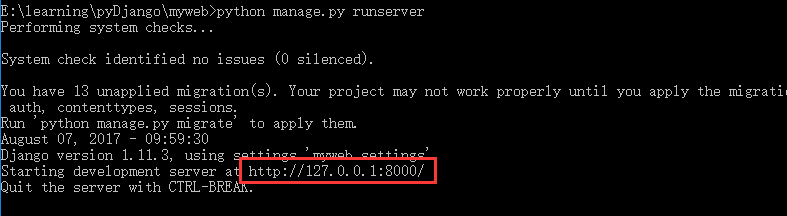 E:\learning\pyDjango\myweb>python manage.py runserver
Performing system checks...
System check identified no issues (0 silenced).
You have 13 unapplied migration(s). Your project may not work properly until you apply the migratio
auth, contenttypes, sessions.
Run 'python manage.py migrate' to apply them.
August 07, 2017 - 09:59:30
Django version 1.11.3, using settings 'myweb.settings'
Starting development server at http://127.0.0.1:8000/
Quit the server with CTRL-BREAK.